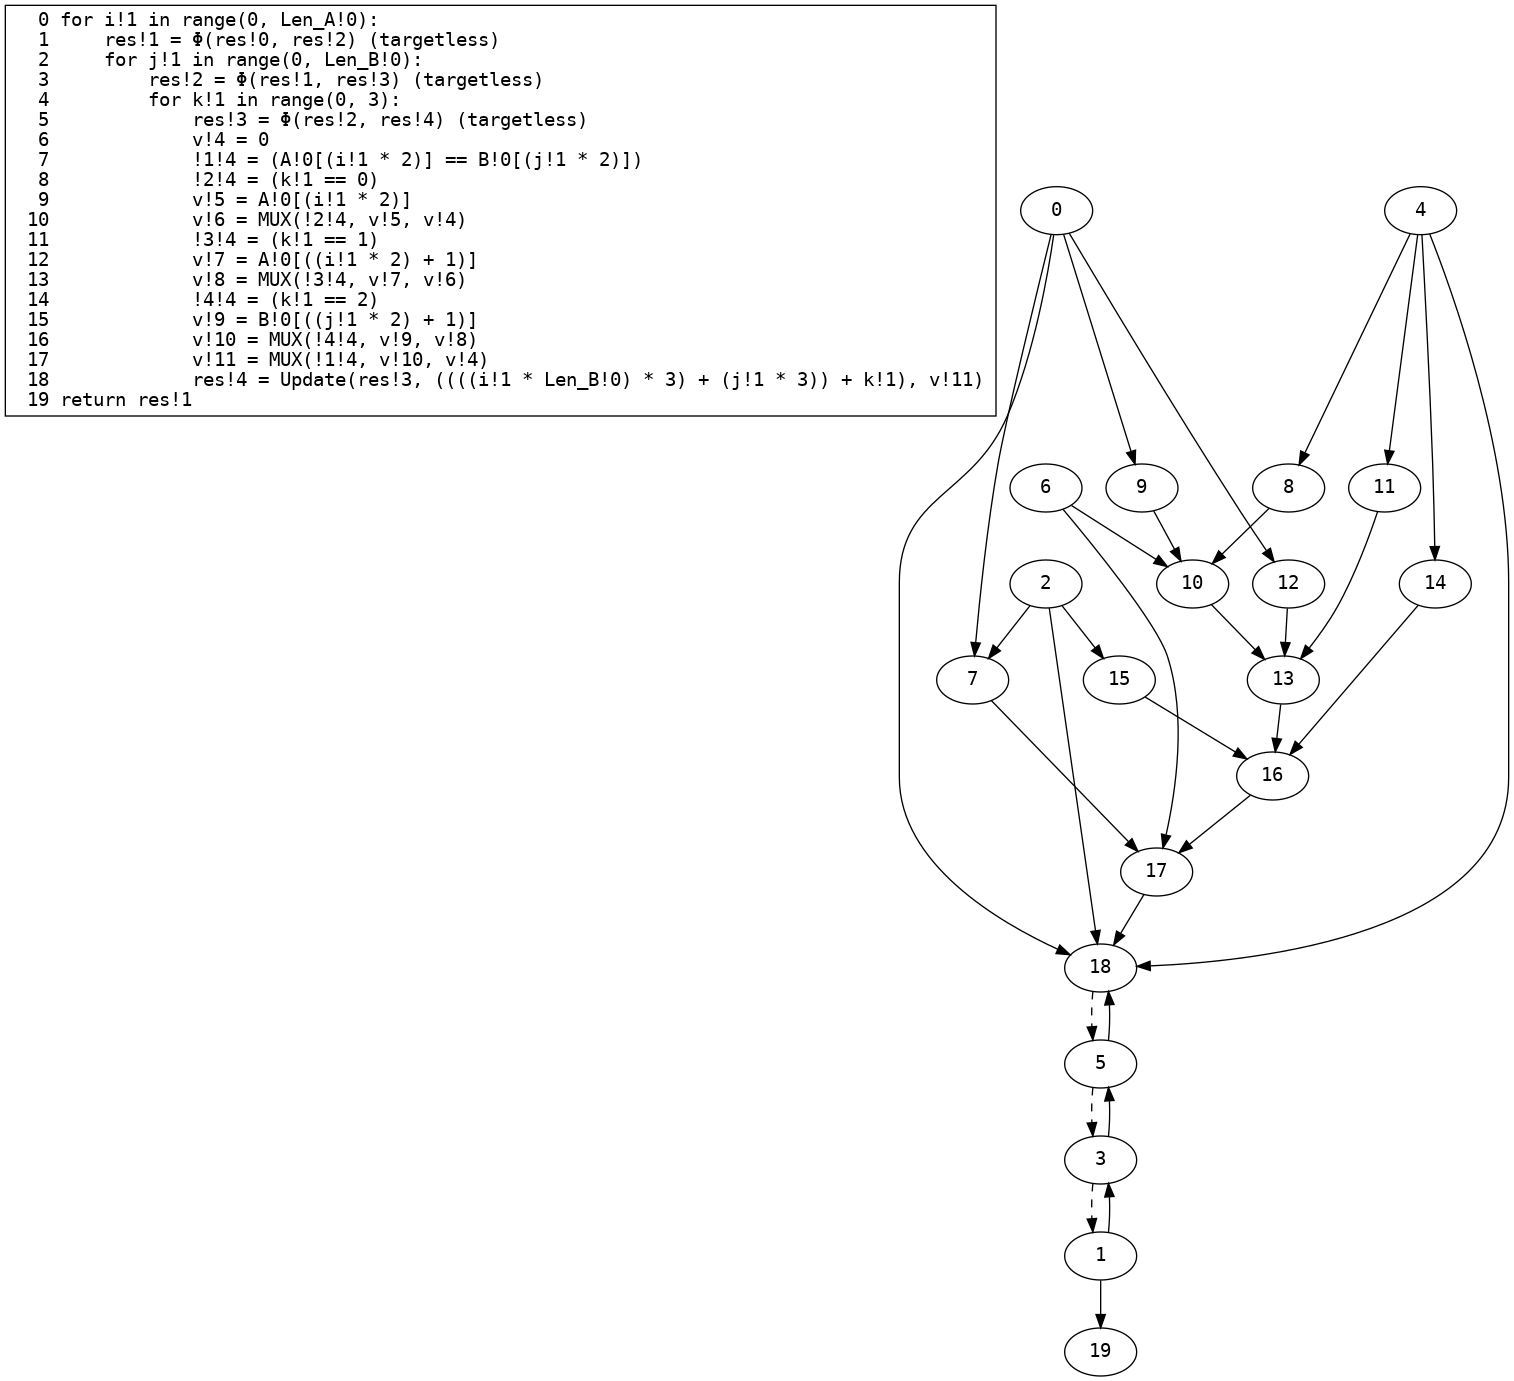 0 for i!1 in range(0, Len_A!0):
1     res!1 = Φ(res!0, res!2) (targetless)
2     for j!1 in range(0, Len_B!0):
3         res!2 = Φ(res!1, res!3) (targetless)
4         for k!1 in range(0, 3):
5             res!3 = Φ(res!2, res!4) (targetless)
6             v!4 = 0
7             !1!4 = (A!0[(i!1 * 2)] == B!0[(j!1 * 2)])
8             !2!4 = (k!1 == 0)
9             v!5 = A!0[(i!1 * 2)]
10             v!6 = MUX(!2!4, v!5, v!4)
11             !3!4 = (k!1 == 1)
12             v!7 = A!0[((i!1 * 2) + 1)]
13             v!8 = MUX(!3!4, v!7, v!6)
14             !4!4 = (k!1 == 2)
15             v!9 = B!0[((j!1 * 2) + 1)]
16             v!10 = MUX(!4!4, v!9, v!8)
17             v!11 = MUX(!1!4, v!10, v!4)
18             res!4 = Update(res!3, ((((i!1 * Len_B!0) * 3) + (j!1 * 3)) + k!1), v!11)
19 return res!1
0
4
6
9
8
11
2
10
12
14
7
15
13
16
17
18
5
3
1
19